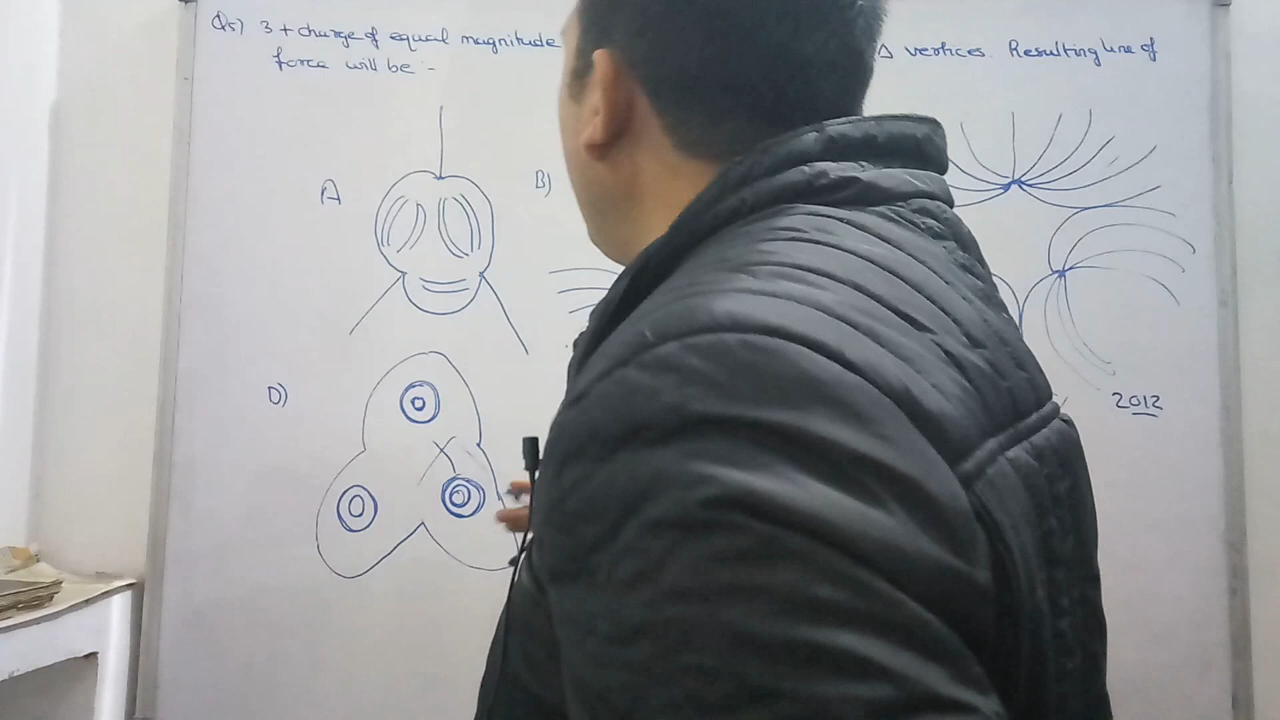 Q5) 3 + charge of equal magnitude Δ vertices. Resulting line of
force will be :-
A B)
D)
2012